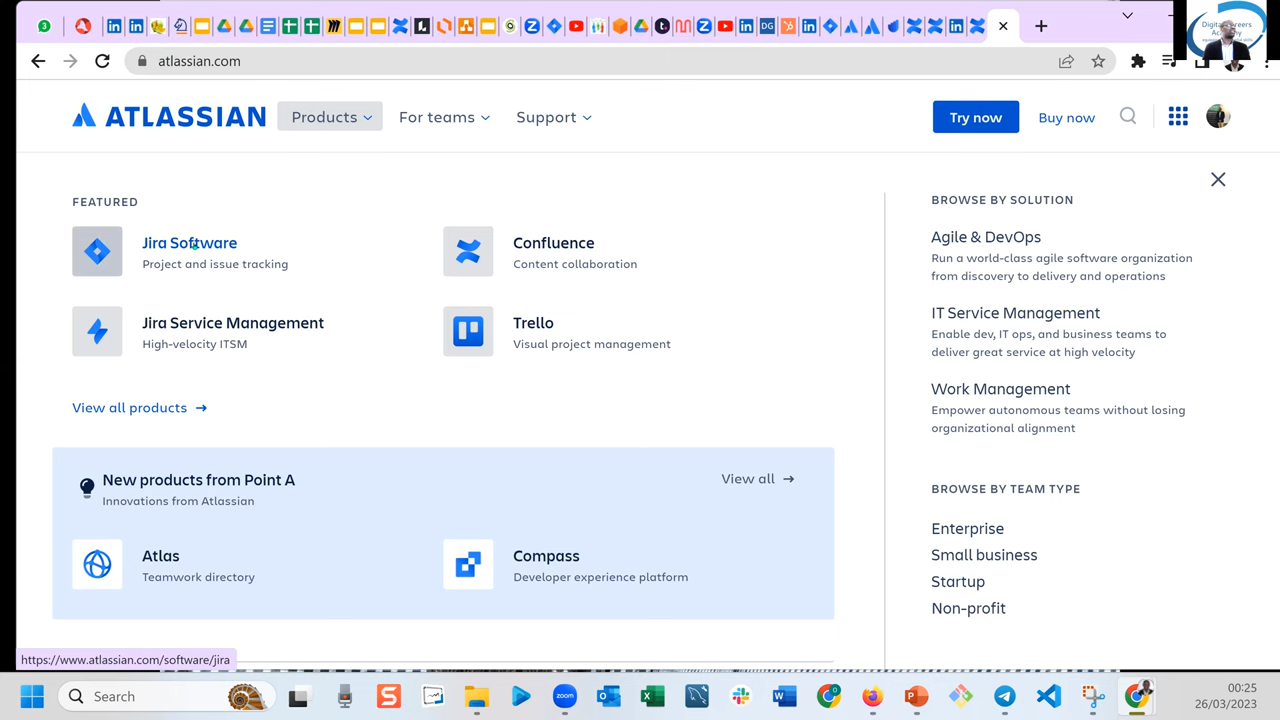 3
atlassian.com
ATLASSIAN
Products
For teams
Support
Try now
Buy now
FEATURED
Jira Software
Project and issue tracking
Confluence
Content collaboration
Jira Service Management
High-velocity ITSM
Trello
Visual project management
View all products →
New products from Point A
Innovations from Atlassian
View all →
Atlas
Teamwork directory
Compass
Developer experience platform
BROWSE BY SOLUTION
Agile & DevOps
Run a world-class agile software organization
from discovery to delivery and operations
IT Service Management
Enable dev, IT ops, and business teams to
deliver great service at high velocity
Work Management
Empower autonomous teams without losing
organizational alignment
BROWSE BY TEAM TYPE
Enterprise
Small business
Startup
Non-profit
https://www.atlassian.com/software/jira
Search
zoom
00:25
26/03/2023